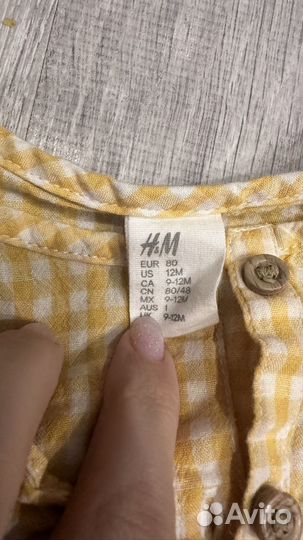 H&M
EUR 80
US 12M
CA 9-12M
CN 80/48
MX 9-12M
AUS 1
UK 9-12M
Avito